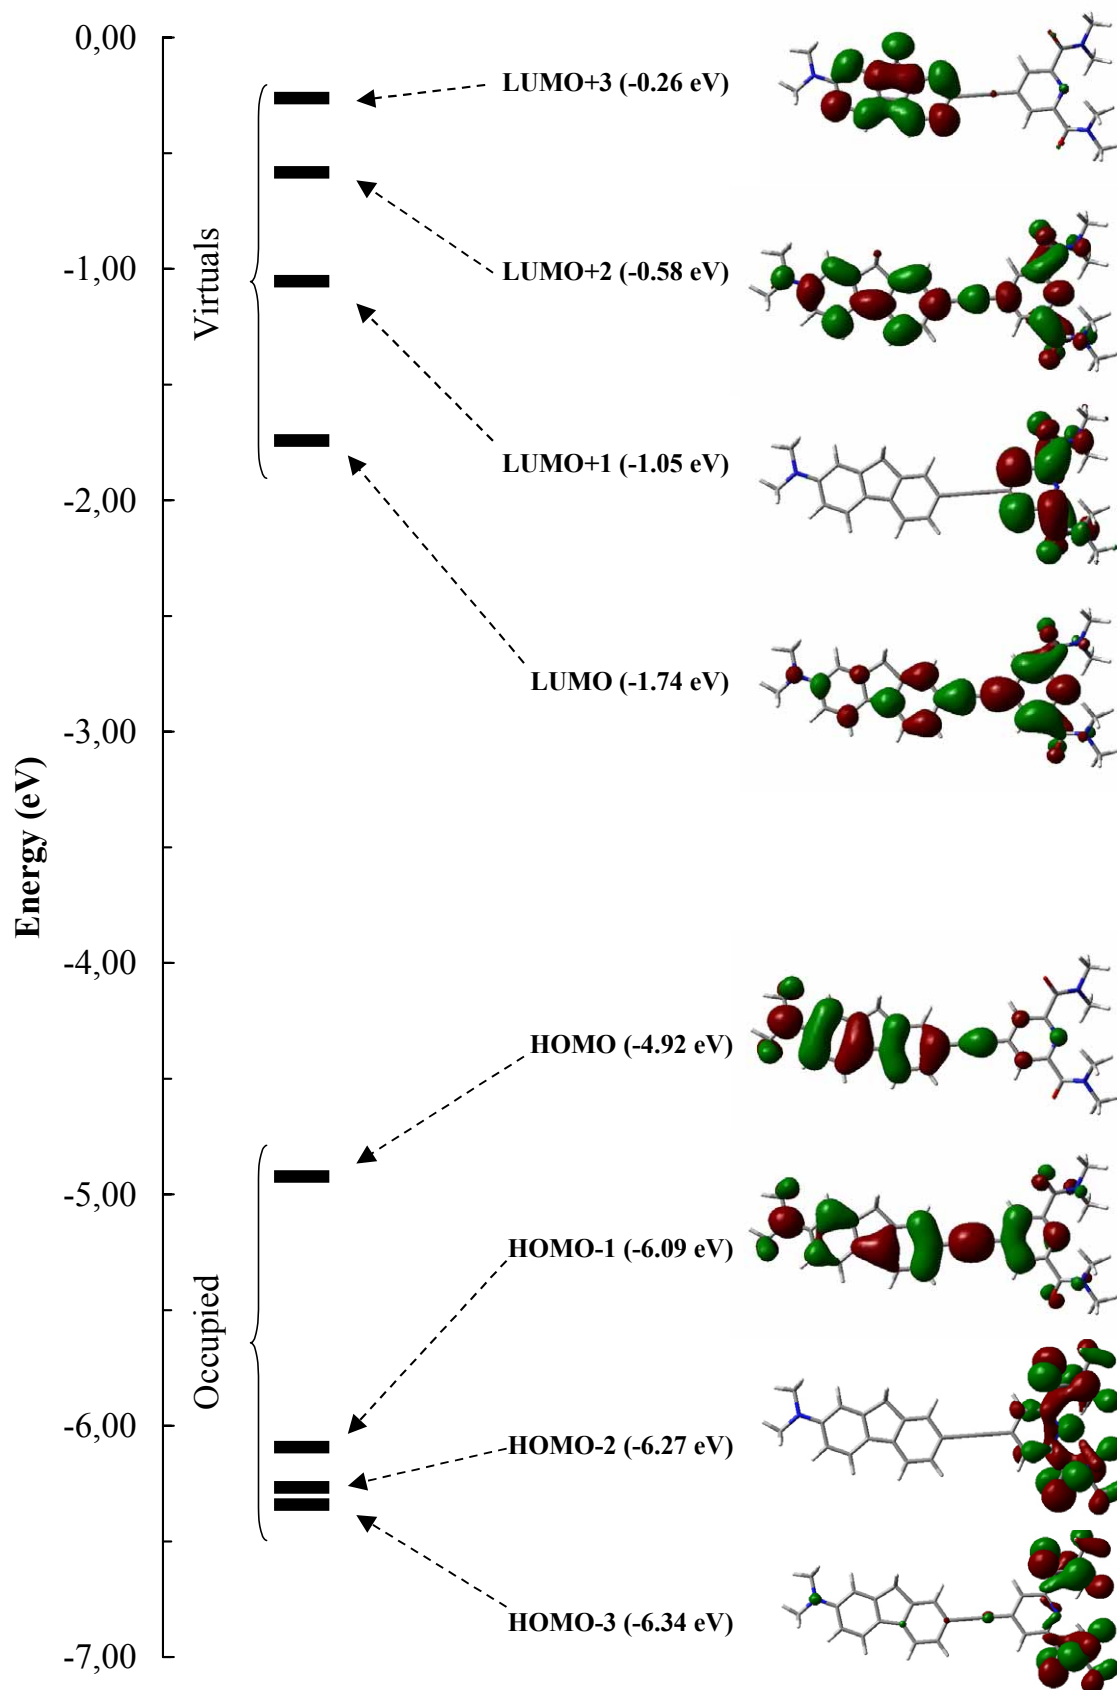 0,00
LUMO+3 (-0.26 eV)
Virtuals
-1,00
LUMO+2 (-0.58 eV)
LUMO+1 (-1.05 eV)
-2,00
LUMO (-1.74 eV)
-3,00
Energy (eV)
-4,00
HOMO (-4.92 eV)
-5,00
HOMO-1 (-6.09 eV)
Occupied
-6,00
HOMO-2 (-6.27 eV)
HOMO-3 (-6.34 eV)
-7,00